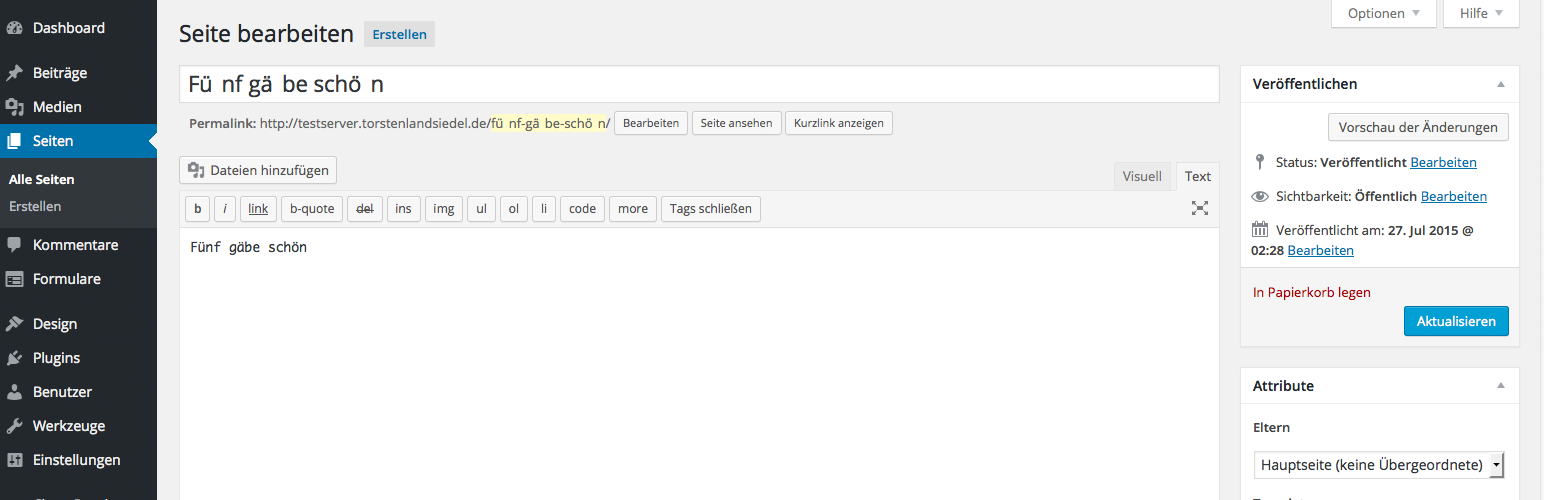 Dashboard
Beiträge
Medien
Seiten
Alle Seiten
Erstellen
Kommentare
Formulare
Design
Plugins
Benutzer
Werkzeuge
Einstellungen
Optionen
Hilfe
Seite bearbeiten Erstellen
Fü nf gä be schö n
Permalink: http://testserver.torstenlandsiedel.de/fü nf-gä be-schö n/ Bearbeiten Seite ansehen Kurzlink anzeigen
Dateien hinzufügen
Visuell Text
b i link b-quote del ins img ul ol li code more Tags schließen
Fünf gäbe schön
Veröffentlichen
Vorschau der Änderungen
Status: Veröffentlicht Bearbeiten
Sichtbarkeit: Öffentlich Bearbeiten
Veröffentlicht am: 27. Jul 2015 @
02:28 Bearbeiten
In Papierkorb legen
Aktualisieren
Attribute
Eltern
Hauptseite (keine Übergeordnete)